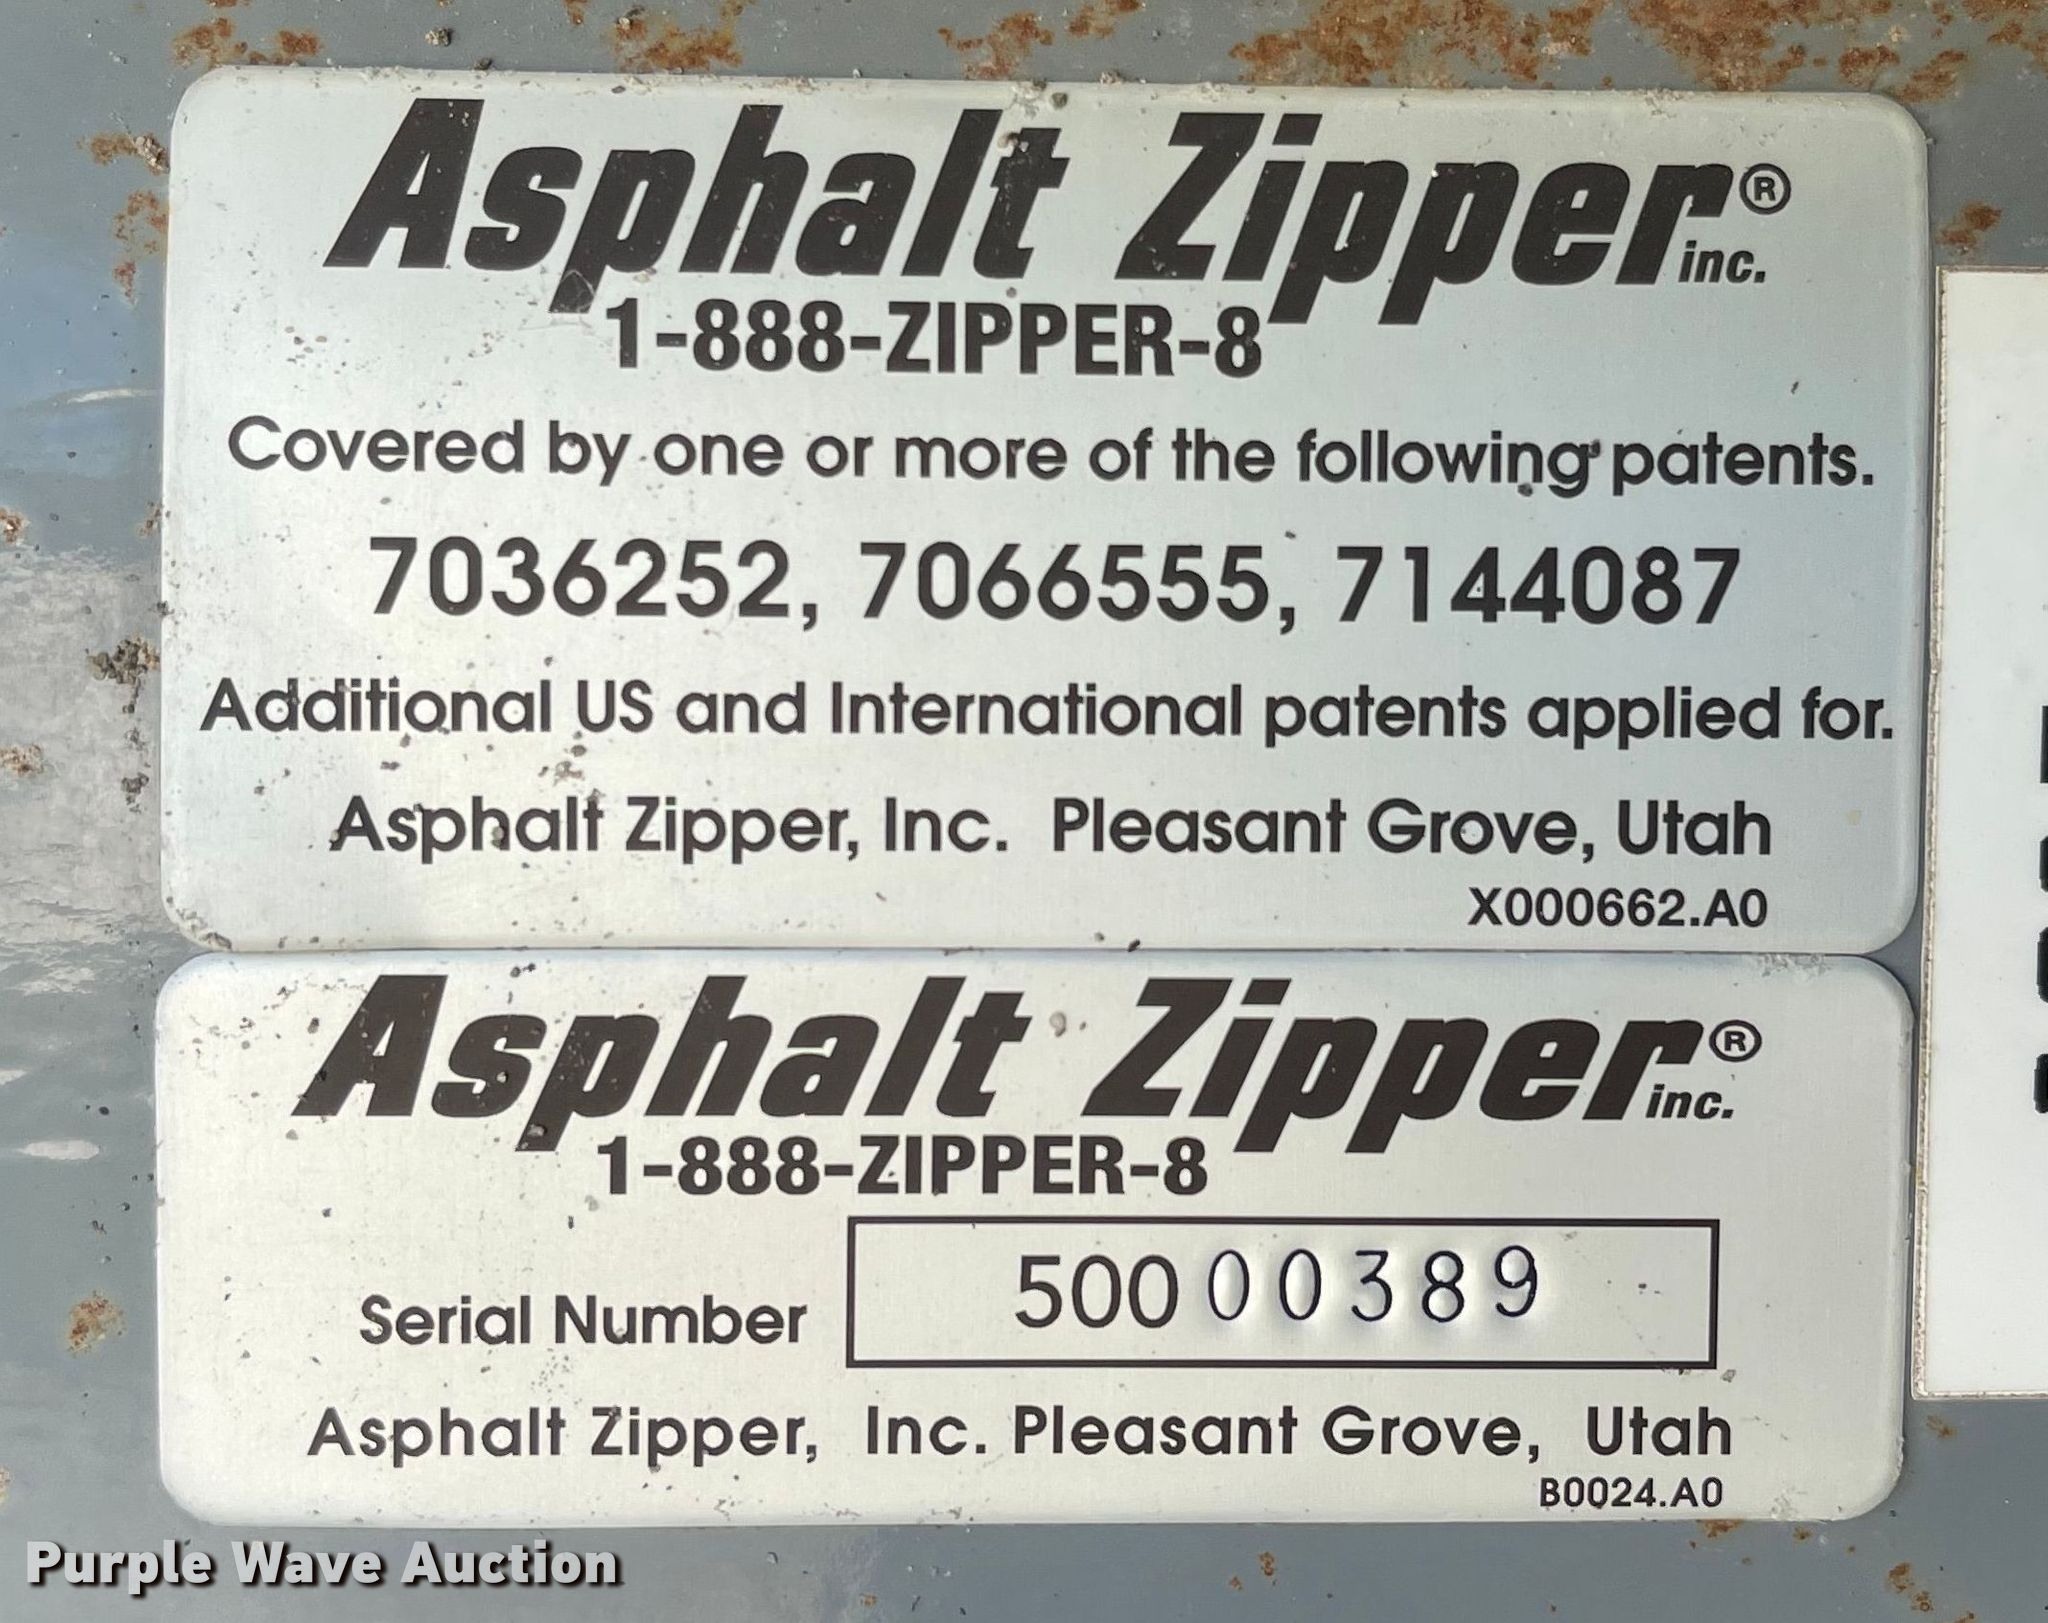 Asphalt Zipper® inc.
1-888-ZIPPER-8
Covered by one or more of the following patents.
7036252, 7066555, 7144087
Additional US and International patents applied for.
Asphalt Zipper, Inc. Pleasant Grove, Utah
X000662.A0
Asphalt Zipper® inc.
1-888-ZIPPER-8
Serial Number 50000389
Asphalt Zipper, Inc. Pleasant Grove, Utah
B0024.A0
Purple Wave Auction